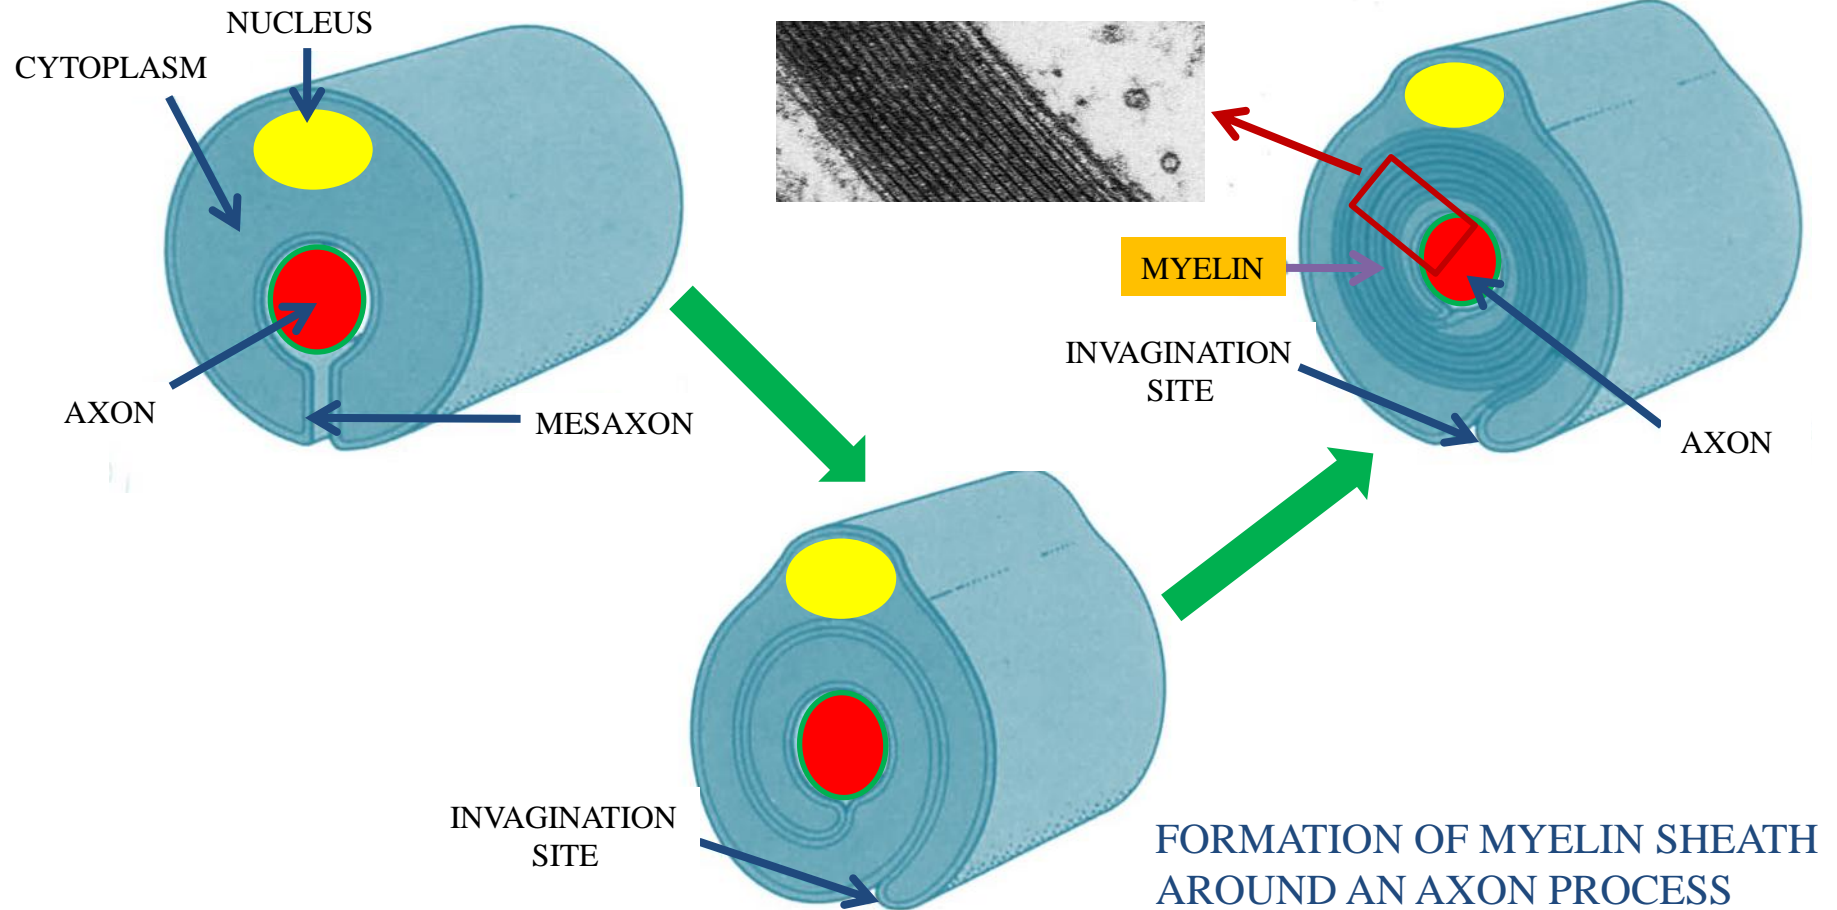 NUCLEUS
CYTOPLASM
AXON
MESAXON
MYELIN
INVAGINATION
SITE
AXON
INVAGINATION
SITE
FORMATION OF MYELIN SHEATH
AROUND AN AXON PROCESS